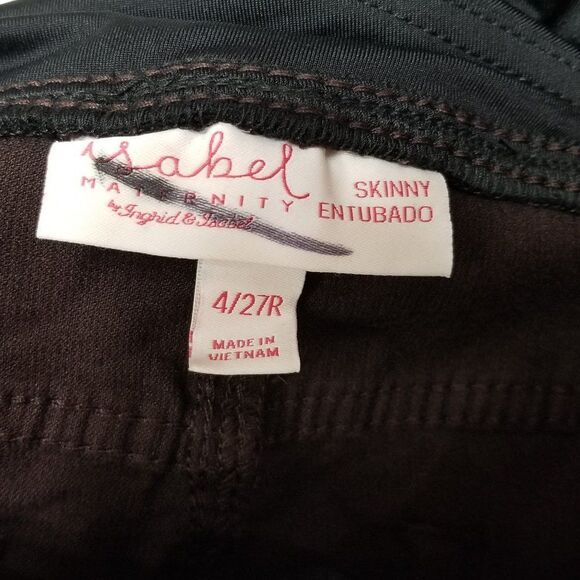 isabel
MATERNITY
by Ingrid & Isabel
SKINNY
ENTUBADO
4/27R
MADE IN
VIETNAM